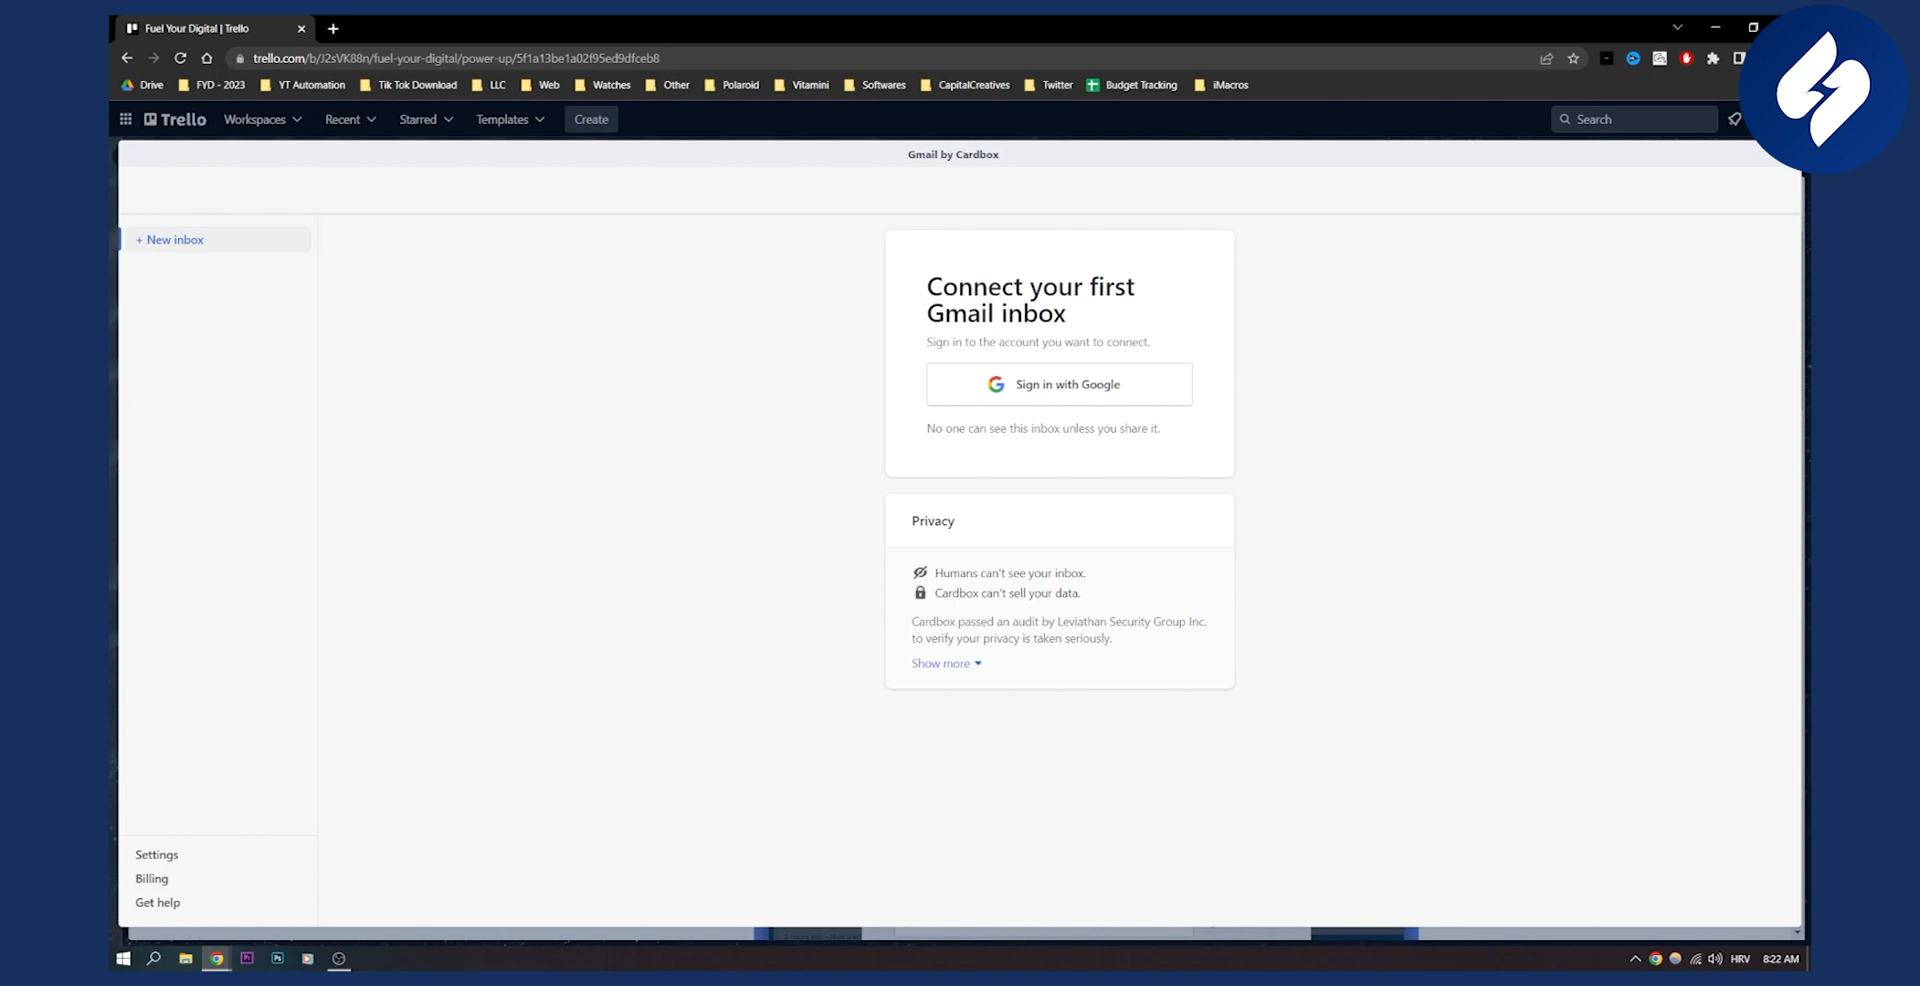 Fuel Your Digital | Trello
trello.com/b/J2sVK88n/fuel-your-digital/power-up/5f1a13be1a02f95ed9dfceb8
Drive FYD - 2023 YT Automation Tik Tok Download LLC Web Watches Other Polaroid Vitamini Softwares CapitalCreatives Twitter Budget Tracking iMacros
Trello Workspaces Recent Starred Templates Create Search
Gmail by Cardbox
+ New inbox
Connect your first
Gmail inbox
Sign in to the account you want to connect.
Sign in with Google
No one can see this inbox unless you share it.
Privacy
Humans can't see your inbox.
Cardbox can't sell your data.
Cardbox passed an audit by Leviathan Security Group Inc.
to verify your privacy is taken seriously.
Show more
Settings
Billing
Get help
Pr Ps HRV 8:22 AM